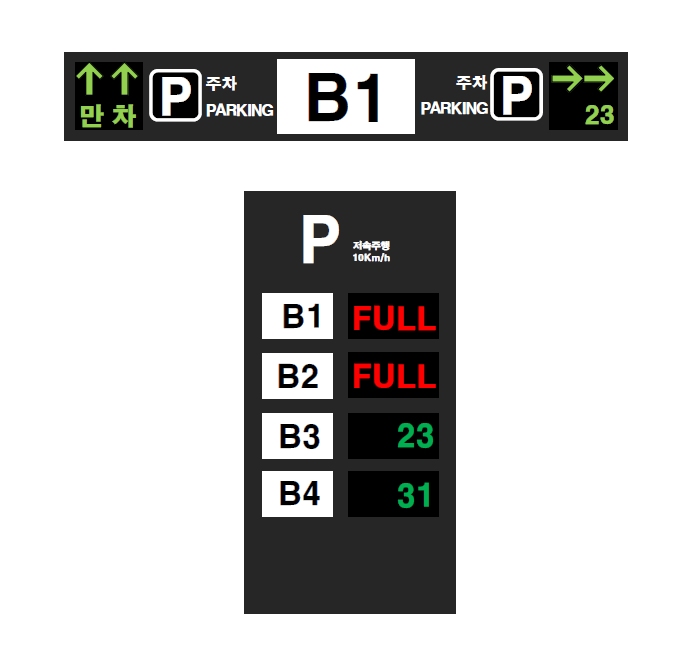 ↑ ↑
만 차
P
주차
PARKING
B1
주차
PARKING
P
→→
23
P
저속주행
10Km/h
B1 FULL
B2 FULL
B3 23
B4 31